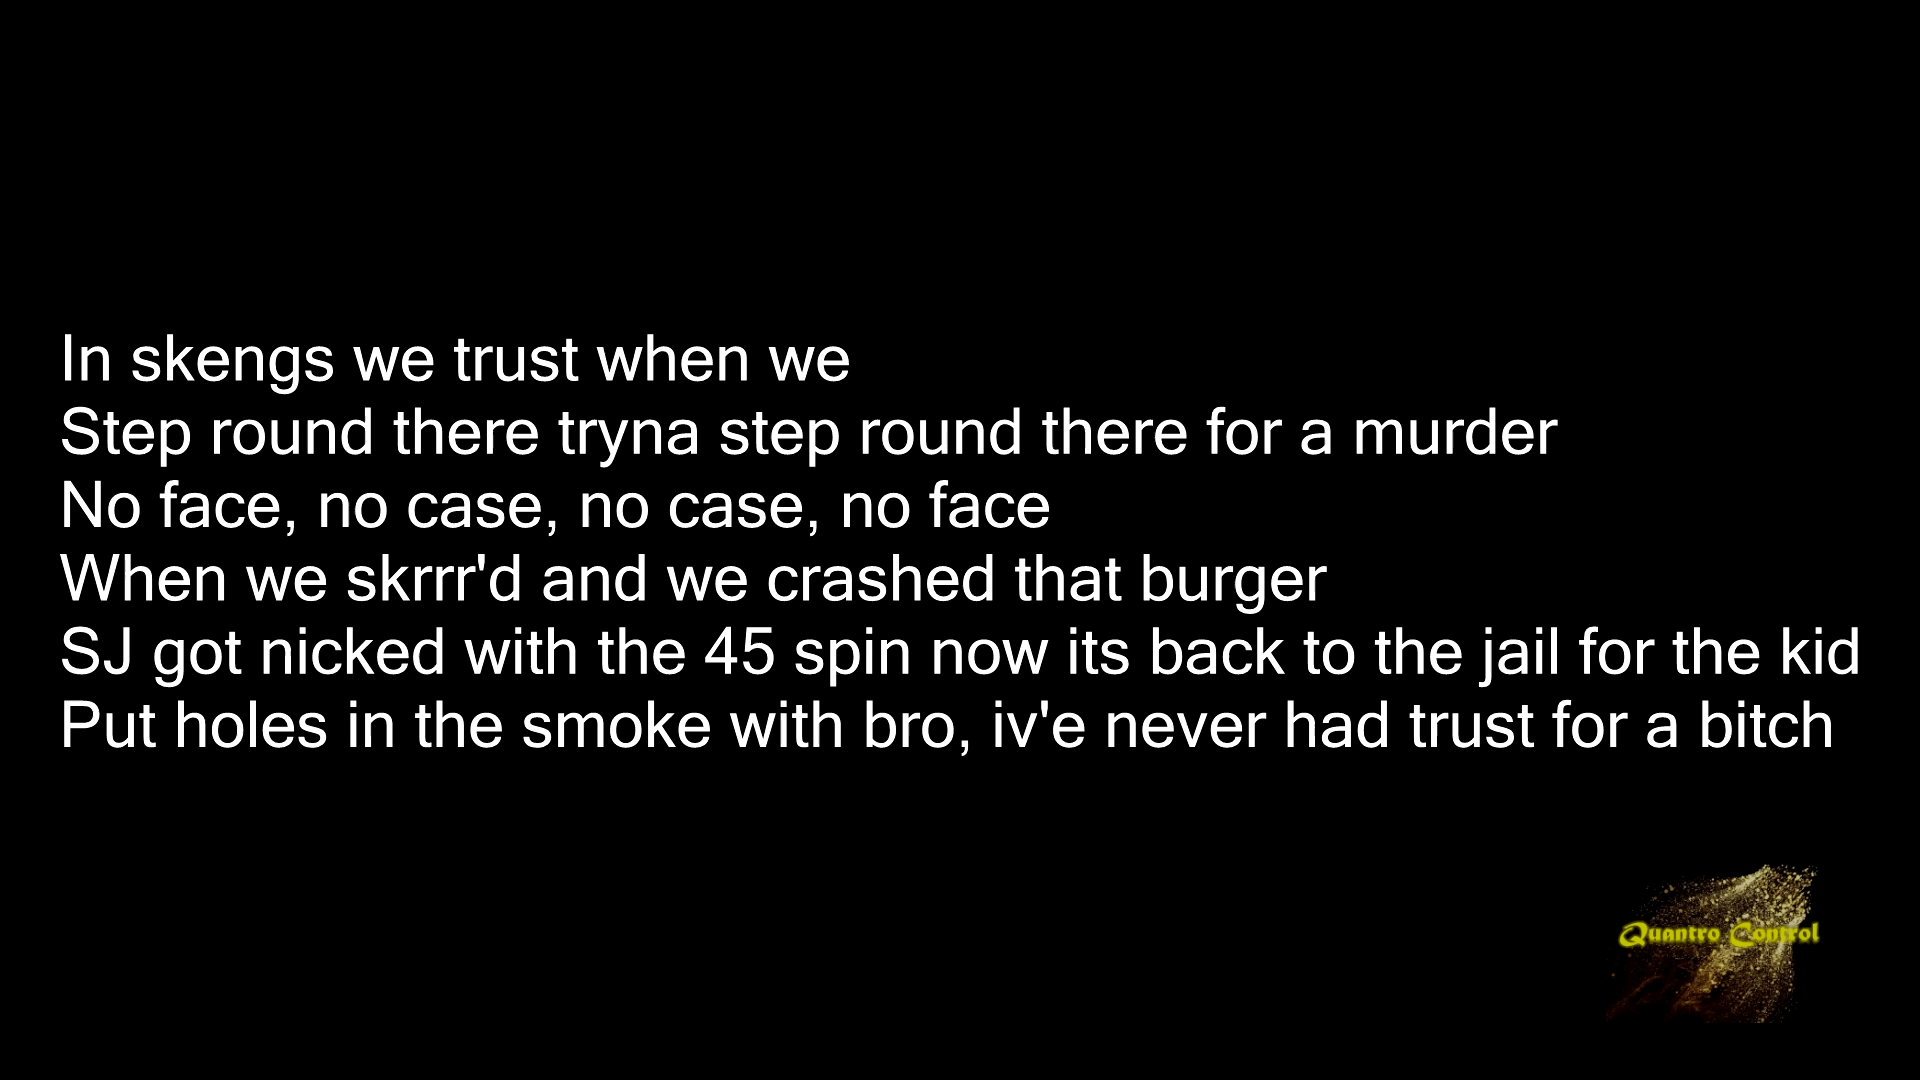 In skengs we trust when we
Step round there tryna step round there for a murder
No face, no case, no case, no face
When we skrrr'd and we crashed that burger
SJ got nicked with the 45 spin now its back to the jail for the kid
Put holes in the smoke with bro, iv'e never had trust for a bitch
Quantro Control